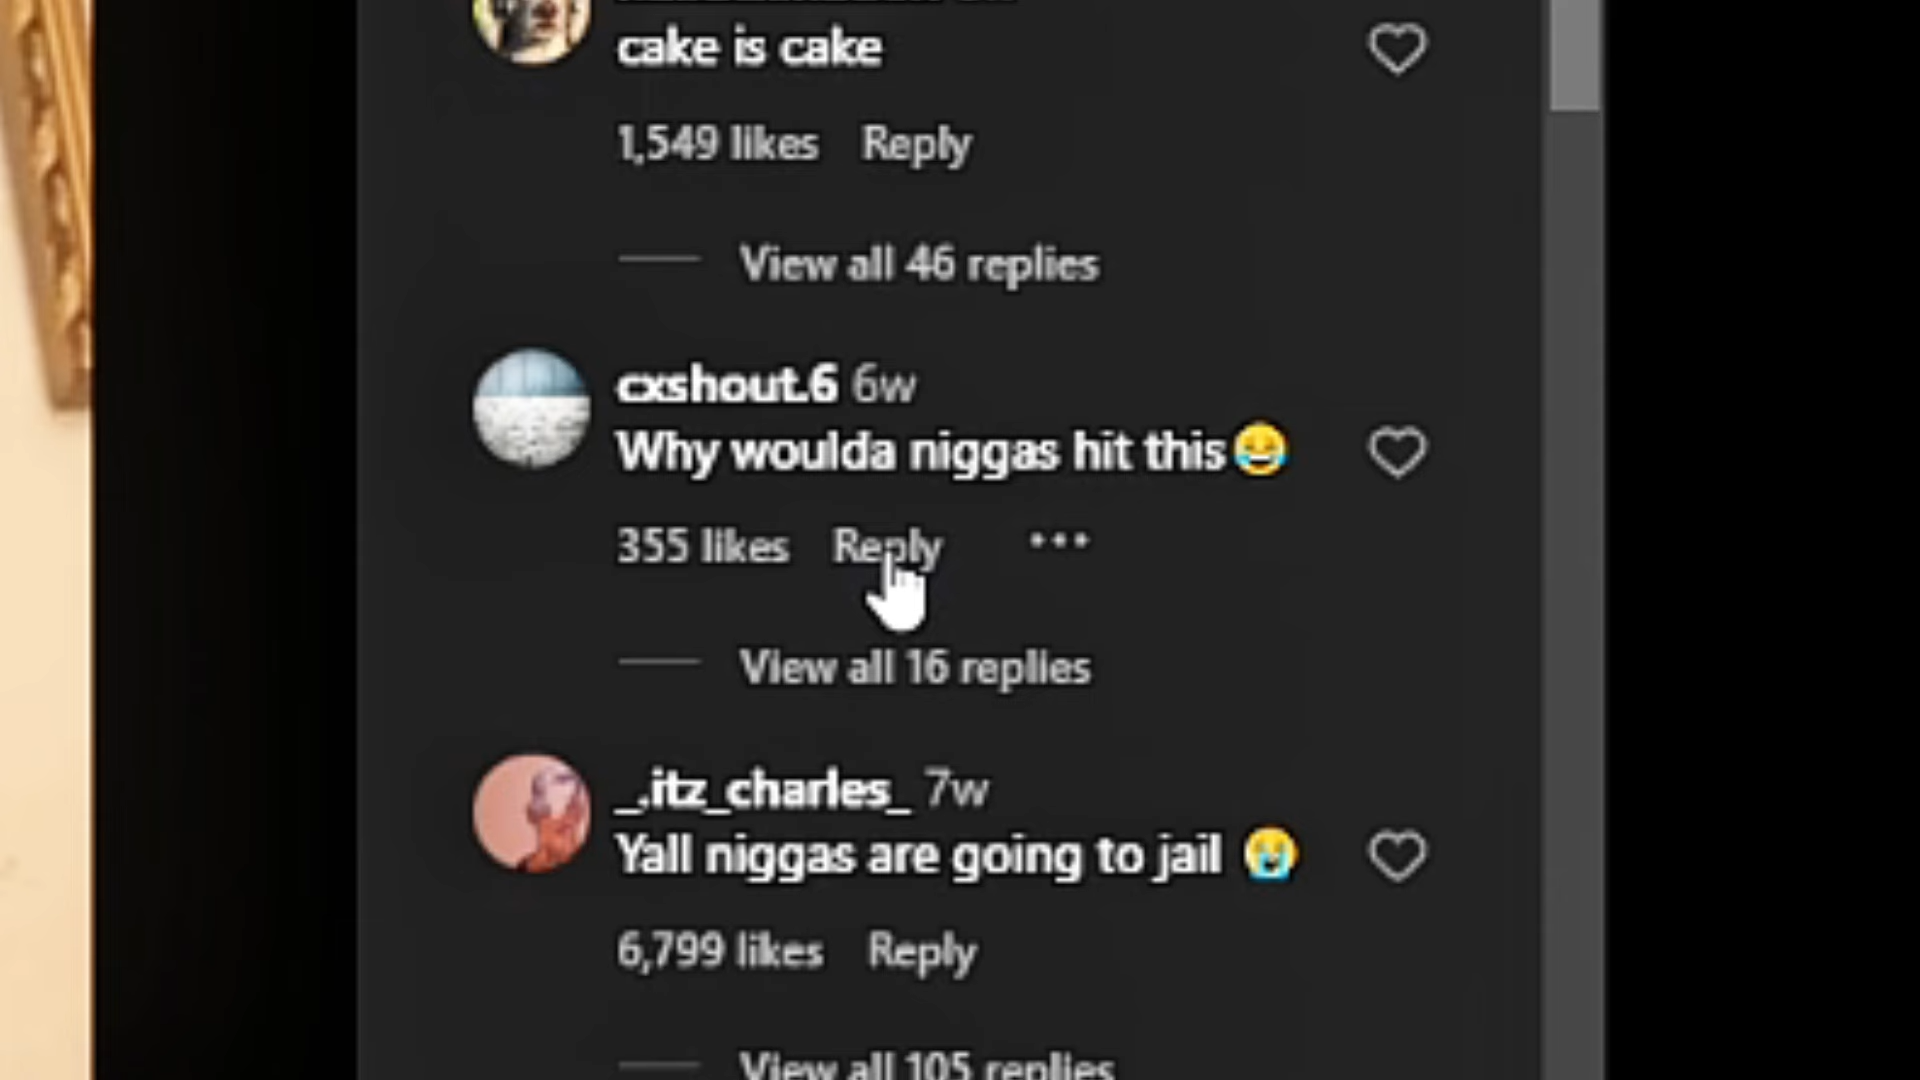 cake is cake
1,549 likes Reply
View all 46 replies
cxshout.6 6w
Why woulda niggas hit this😂
355 likes Reply •••
View all 16 replies
_.itz_charles_ 7w
Yall niggas are going to jail 😭
6,799 likes Reply
View all 105 replies